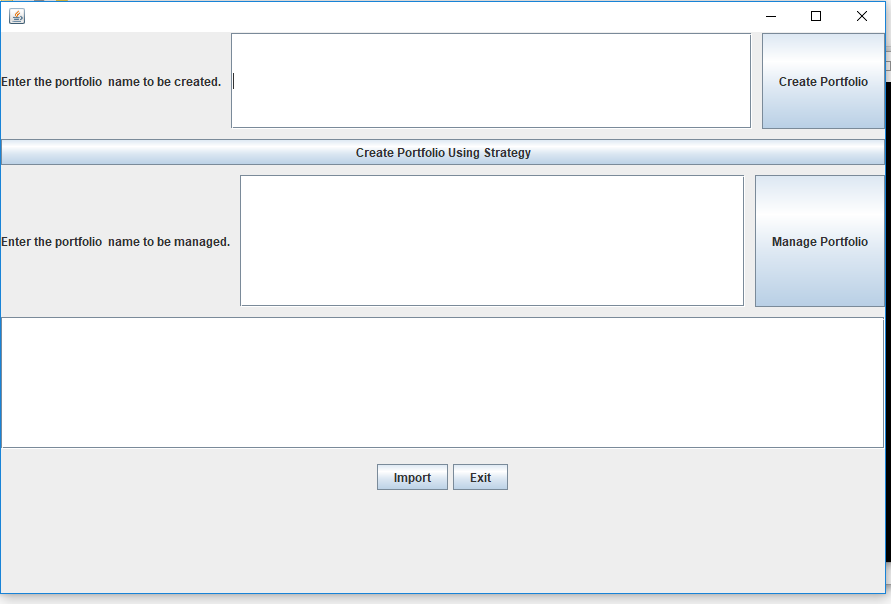 Enter the portfolio  name to be created.
Create Portfolio
Create Portfolio Using Strategy
Enter the portfolio  name to be managed.
Manage Portfolio
Import
Exit